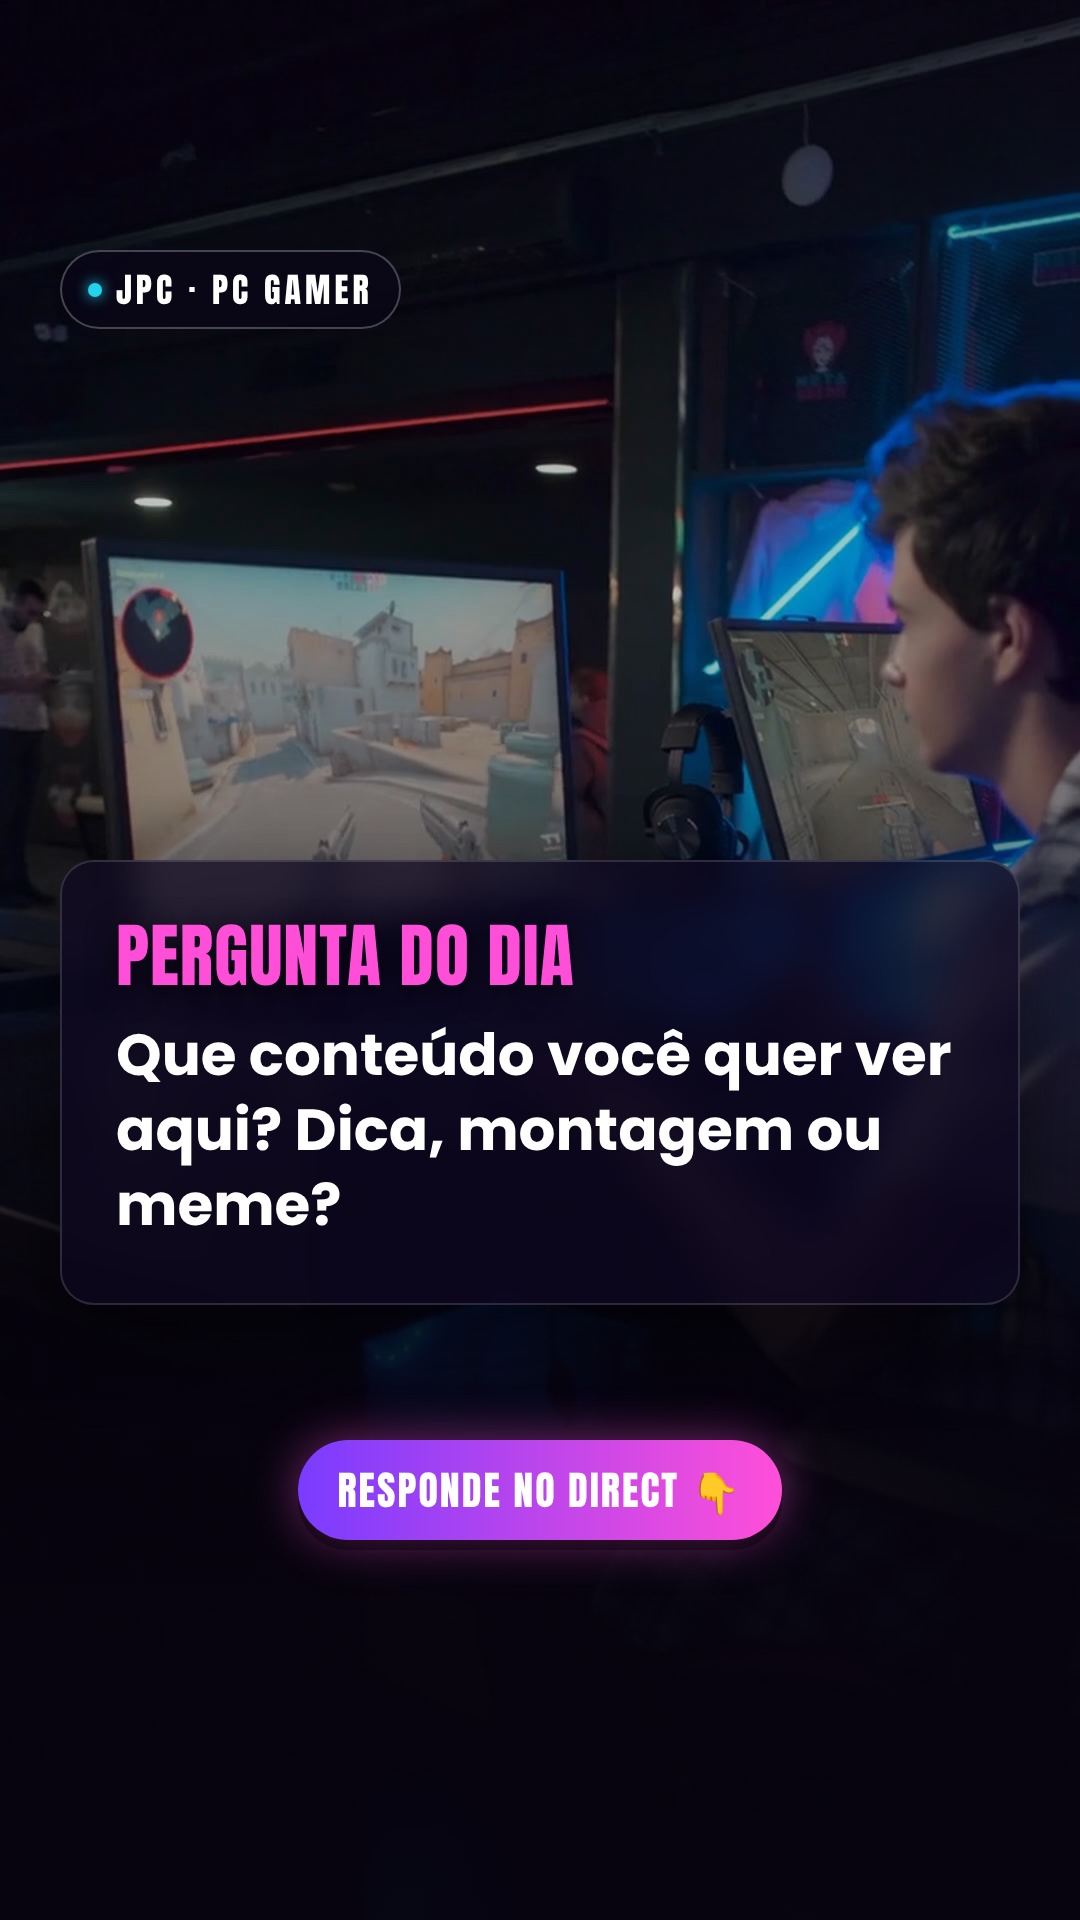 JPC · PC GAMER
PERGUNTA DO DIA
Que conteúdo você quer ver
aqui? Dica, montagem ou
meme?
RESPONDE NO DIRECT 👇